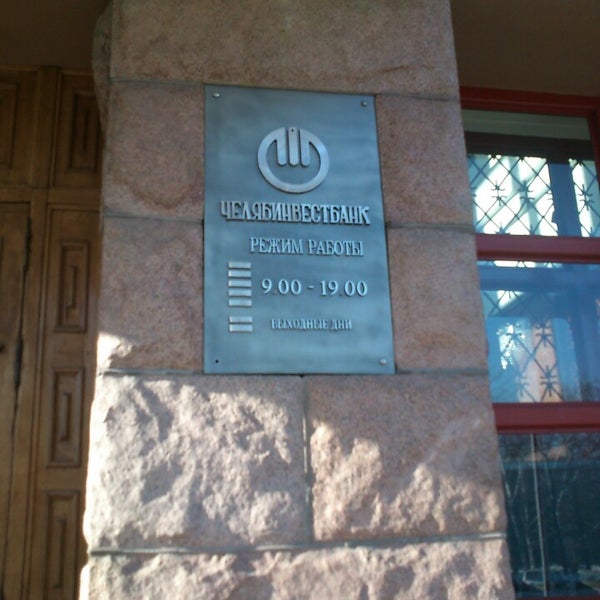 ЧЕЛЯБИНВЕСТБАНК
РЕЖИМ РАБОТЫ
9.00 - 19.00
ВЫХОДНЫЕ ДНИ